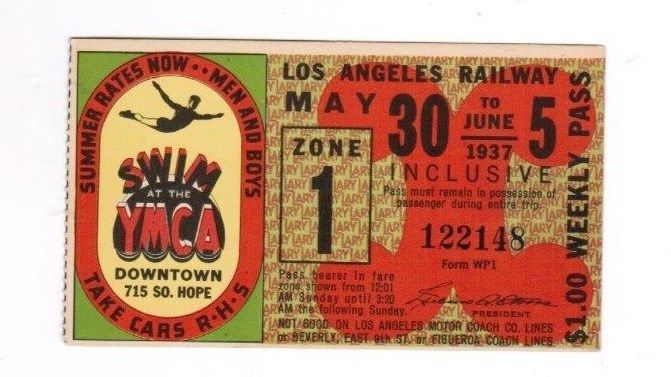 SUMMER RATES NOW·· MEN AND BOYS
SWIM
AT THE
YMCA
DOWNTOWN
715 SO. HOPE
TAKE CARS R·H·S
LOS ANGELES RAILWAY
MAY 30 TO JUNE 5
1937
INCLUSIVE
ZONE
1
Pass must remain in possession of
passenger during entire trip.
122148
Form WP1
Pass bearer in fare
zone shown from 12:01
AM Sunday until 3:20
AM the following Sunday.
PRESIDENT
NOT GOOD ON LOS ANGELES MOTOR COACH CO. LINES
or BEVERLY, EAST 9th ST. or FIGUEROA COACH LINES
$1.00 WEEKLY PASS
LARY